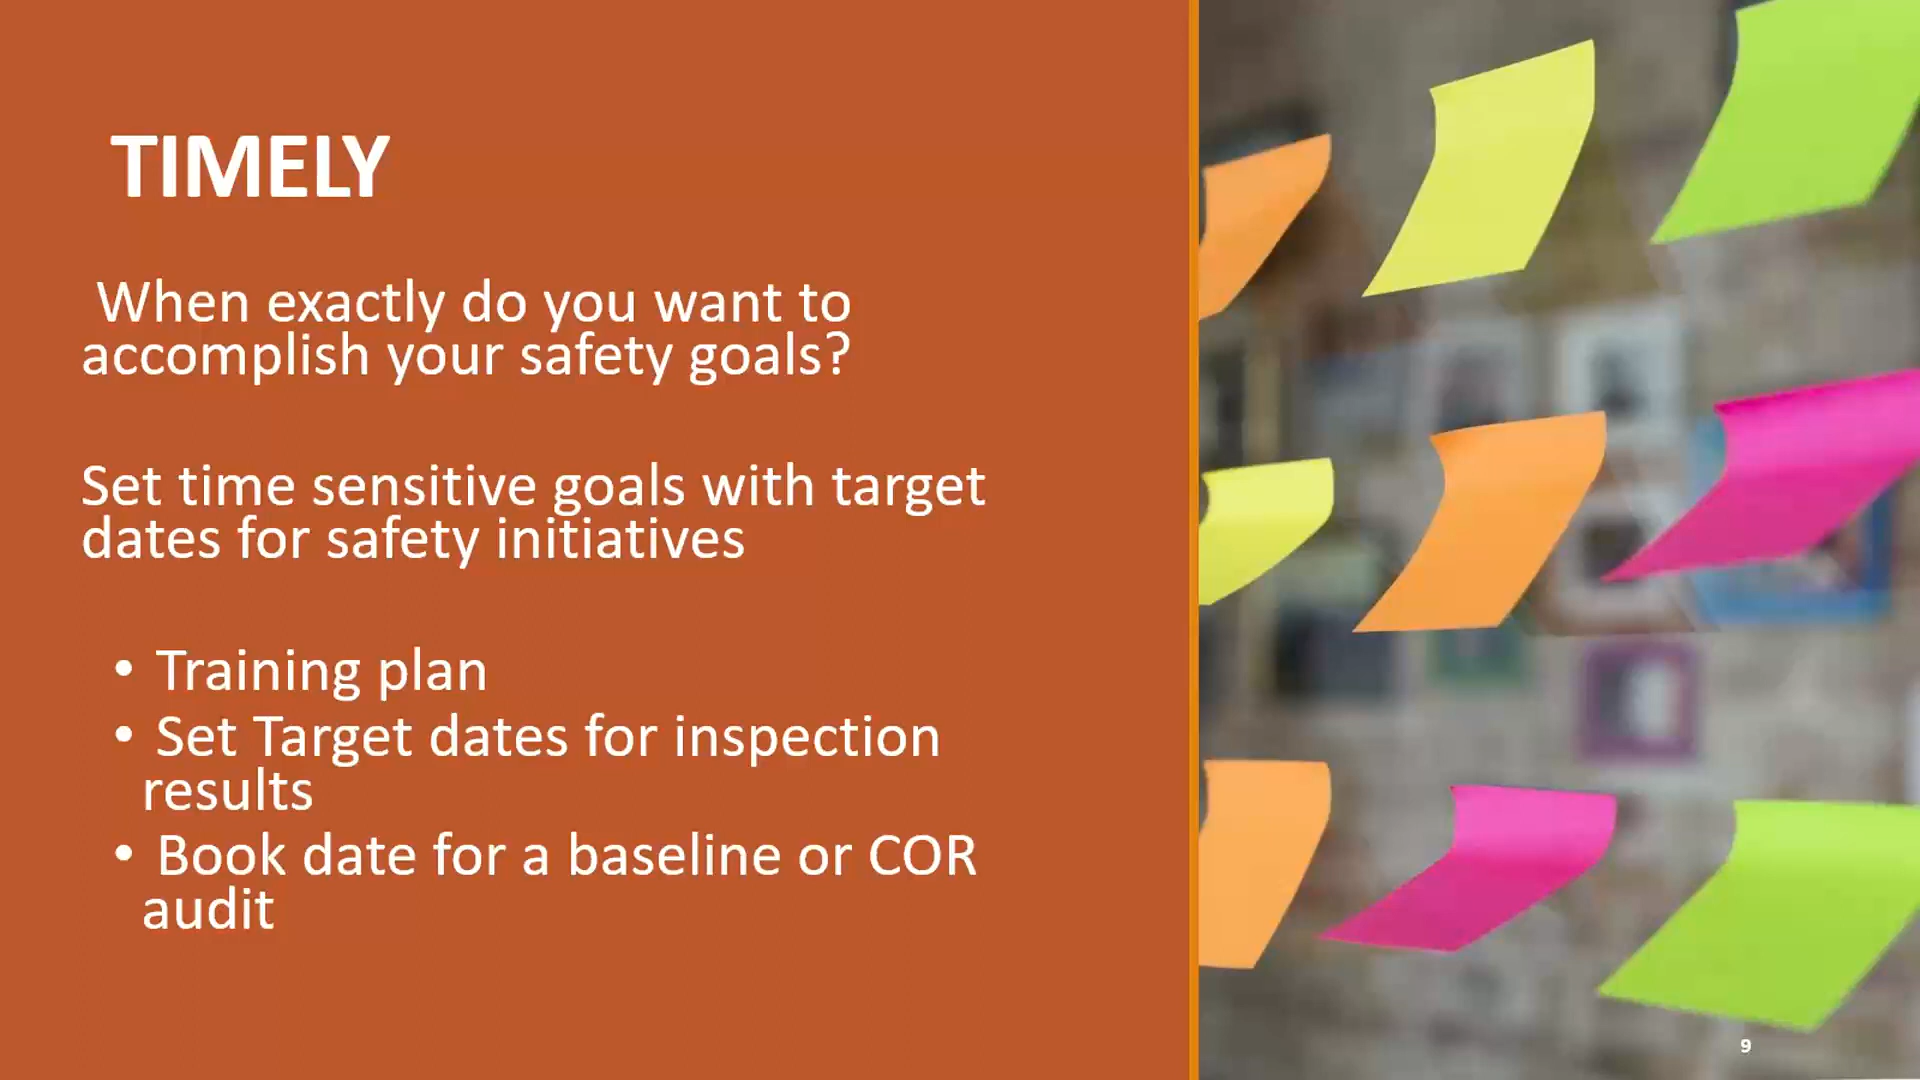 TIMELY
When exactly do you want to
accomplish your safety goals?
Set time sensitive goals with target
dates for safety initiatives
• Training plan
• Set Target dates for inspection
results
• Book date for a baseline or COR
audit
9